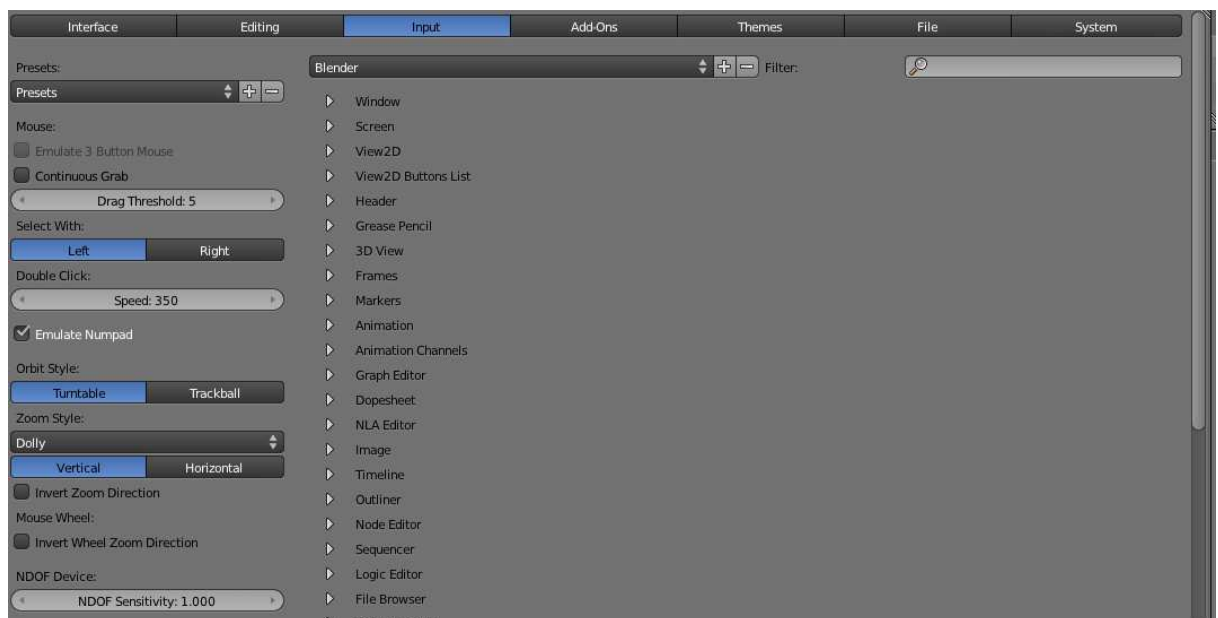 Interface Editing Input Add-Ons Themes File System
Presets:
Presets
Mouse:
Emulate 3 Button Mouse
Continuous Grab
Drag Threshold: 5
Select With:
Left Right
Double Click:
Speed: 350
Emulate Numpad
Orbit Style:
Turntable Trackball
Zoom Style:
Dolly
Vertical Horizontal
Invert Zoom Direction
Mouse Wheel:
Invert Wheel Zoom Direction
NDOF Device:
NDOF Sensitivity: 1.000
Blender Filter:
Window
Screen
View2D
View2D Buttons List
Header
Grease Pencil
3D View
Frames
Markers
Animation
Animation Channels
Graph Editor
Dopesheet
NLA Editor
Image
Timeline
Outliner
Node Editor
Sequencer
Logic Editor
File Browser